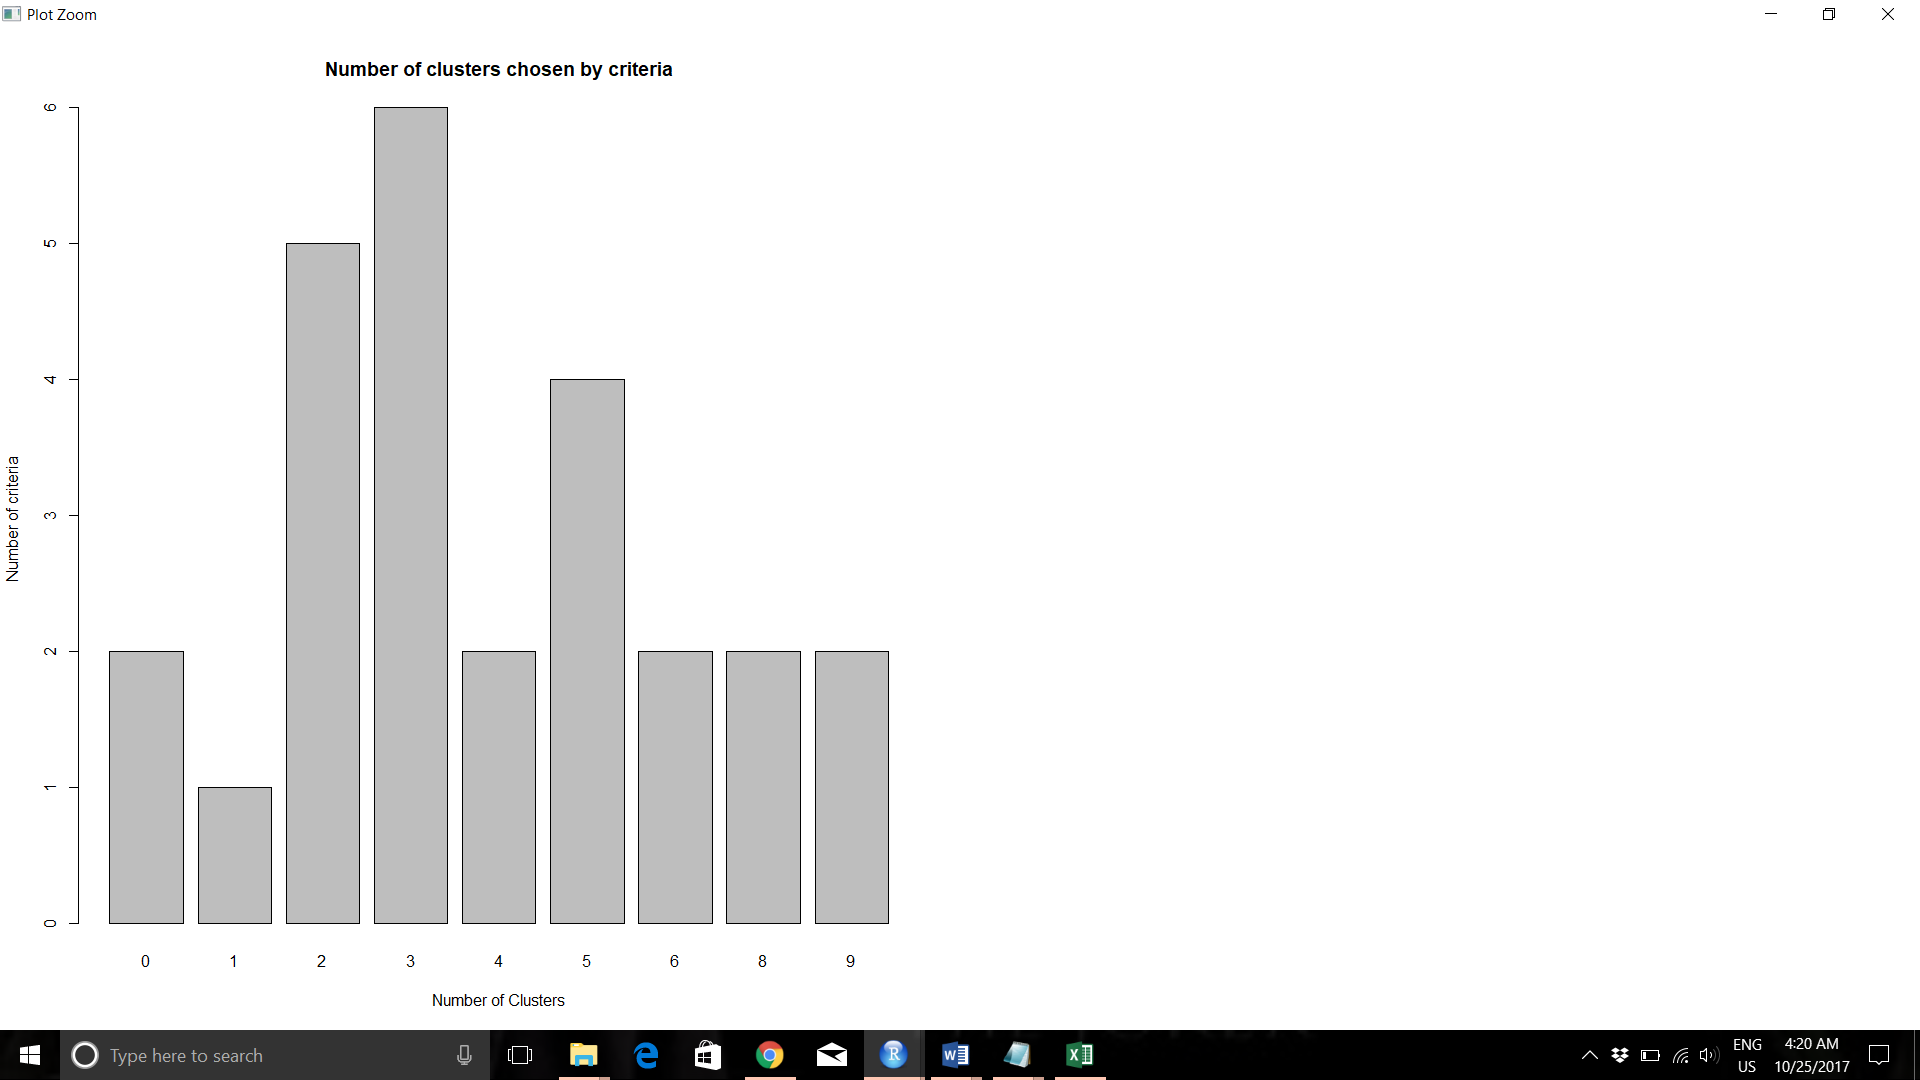 Plot Zoom
Number of clusters chosen by criteria
6
5
4
3
2
1
0
Number of criteria
0 1 2 3 4 5 6 8 9
Number of Clusters
Type here to search
ENG
US
4:20 AM
10/25/2017